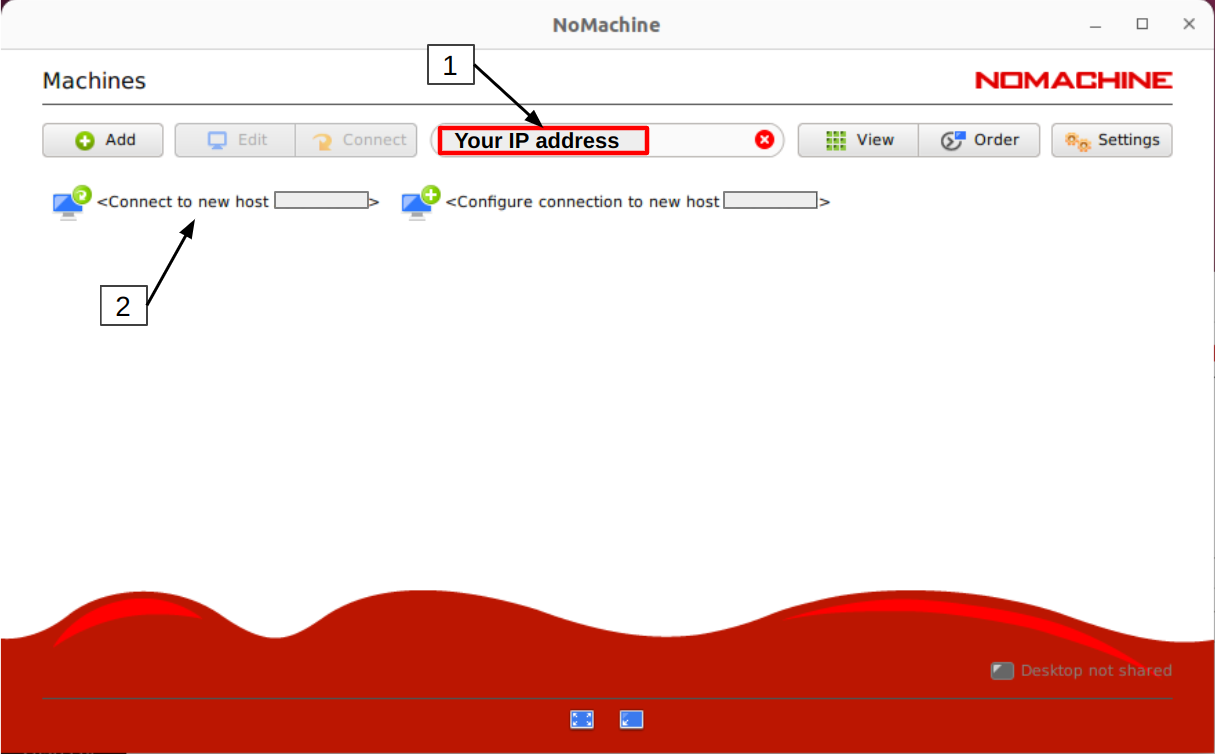 NoMachine
1
Machines
NOMACHINE
Add Edit Connect Your IP address View Order Settings
<Connect to new host > <Configure connection to new host >
2
Desktop not shared